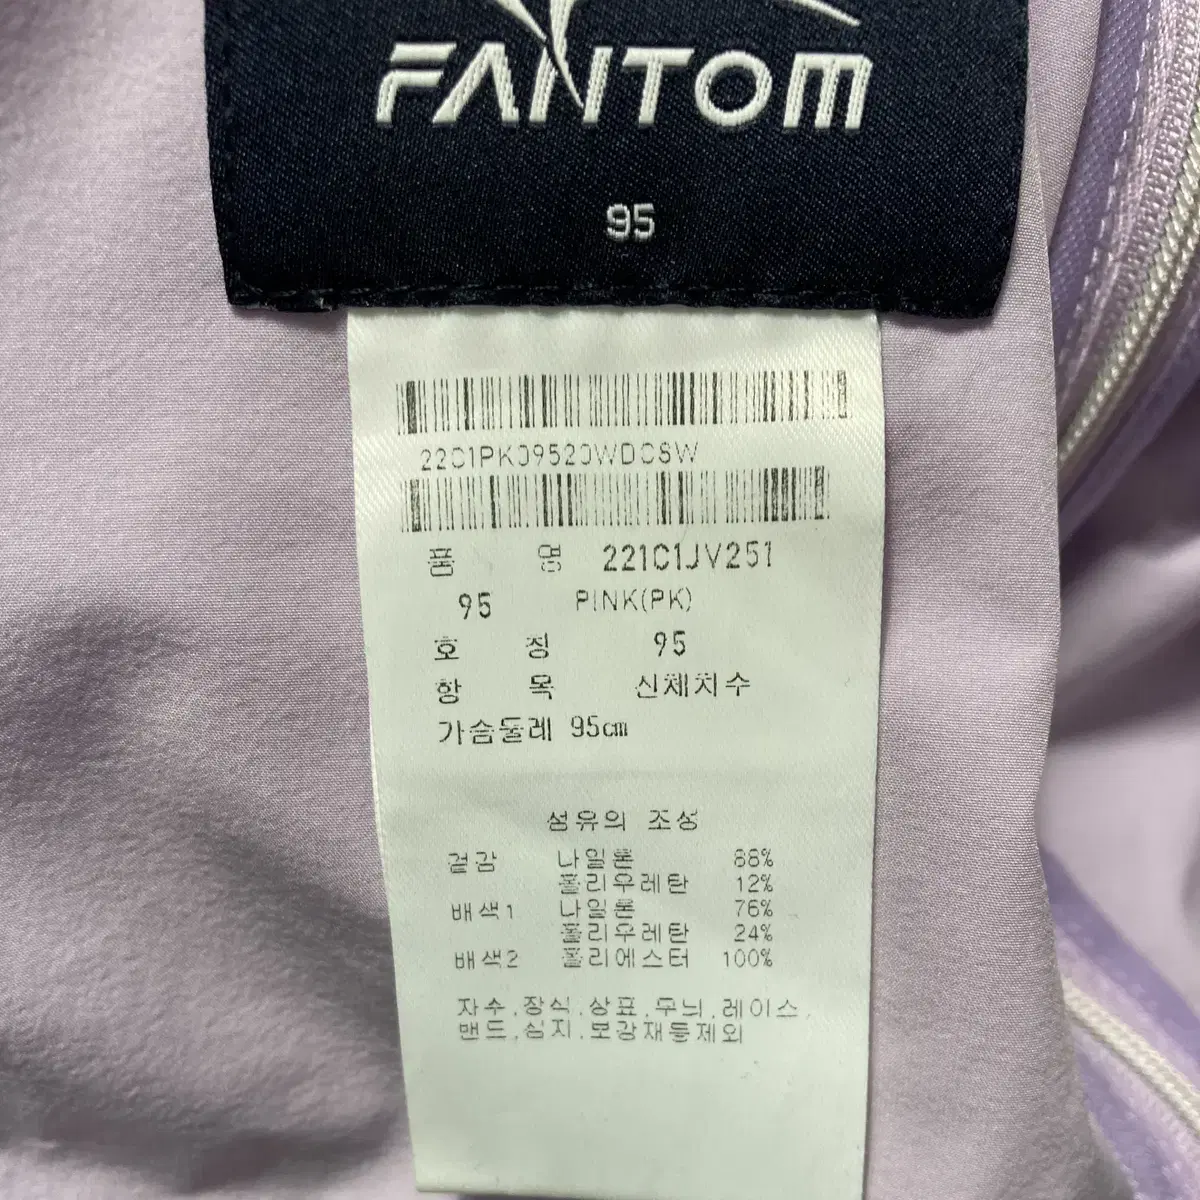 FANTOM
95
22C1PK09520WDCSW
품 명 221C1JV251
95 PINK(PK)
호 칭 95
항 목 신체치수
가슴둘레 95㎝
섬유의 조성
겉감 나일론 88%
폴리우레탄 12%
배색1 나일론 76%
폴리우레탄 24%
배색2 폴리에스터 100%
자수,장식,상표,무늬,레이스,
밴드,심지,보강재등제외